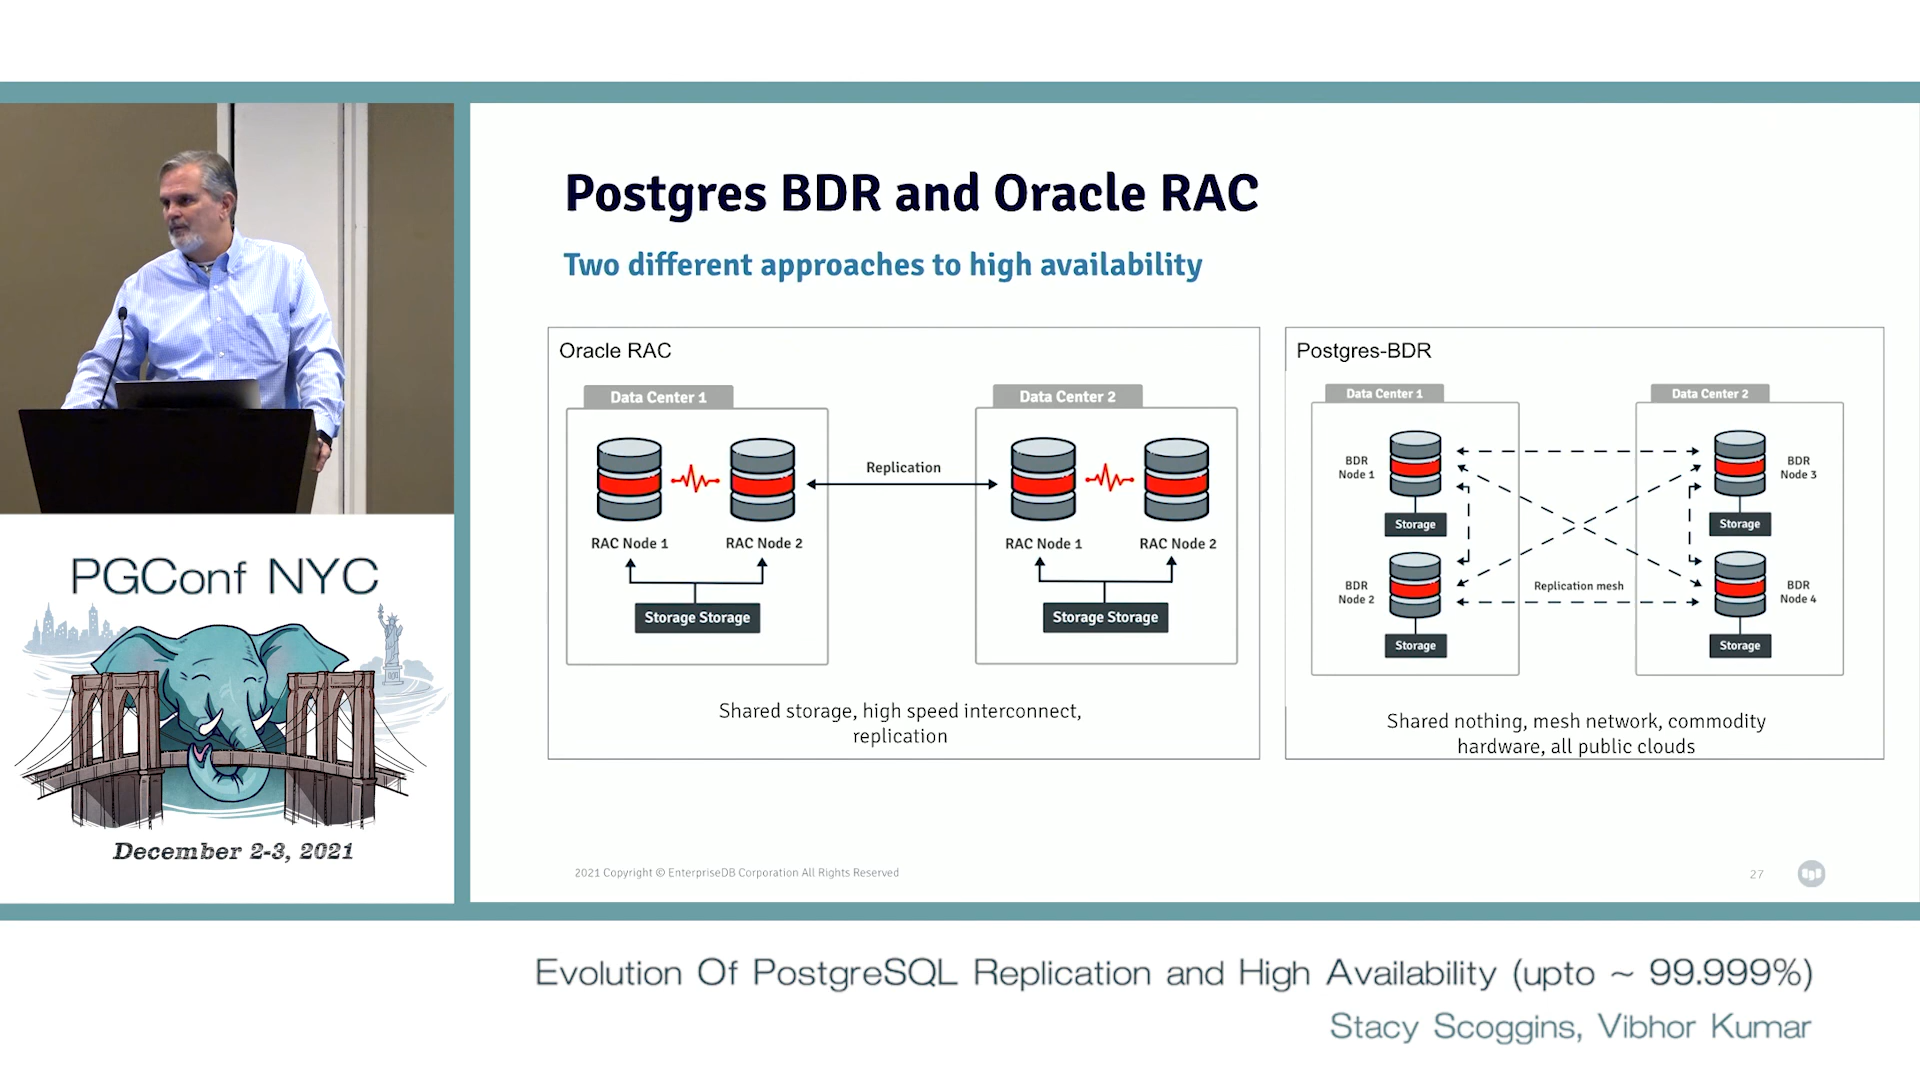 Postgres BDR and Oracle RAC
Two different approaches to high availability
Oracle RAC
Data Center 1
Data Center 2
Replication
RAC Node 1
RAC Node 2
RAC Node 1
RAC Node 2
Storage Storage
Storage Storage
Shared storage, high speed interconnect,
replication
Postgres-BDR
Data Center 1
Data Center 2
BDR
Node 1
BDR
Node 3
Storage
Storage
BDR
Node 2
Replication mesh
BDR
Node 4
Storage
Storage
Shared nothing, mesh network, commodity
hardware, all public clouds
2021 Copyright © EnterpriseDB Corporation All Rights Reserved
27
PGConf NYC
December 2-3, 2021
Evolution Of PostgreSQL Replication and High Availability (upto ~ 99.999%)
Stacy Scoggins, Vibhor Kumar